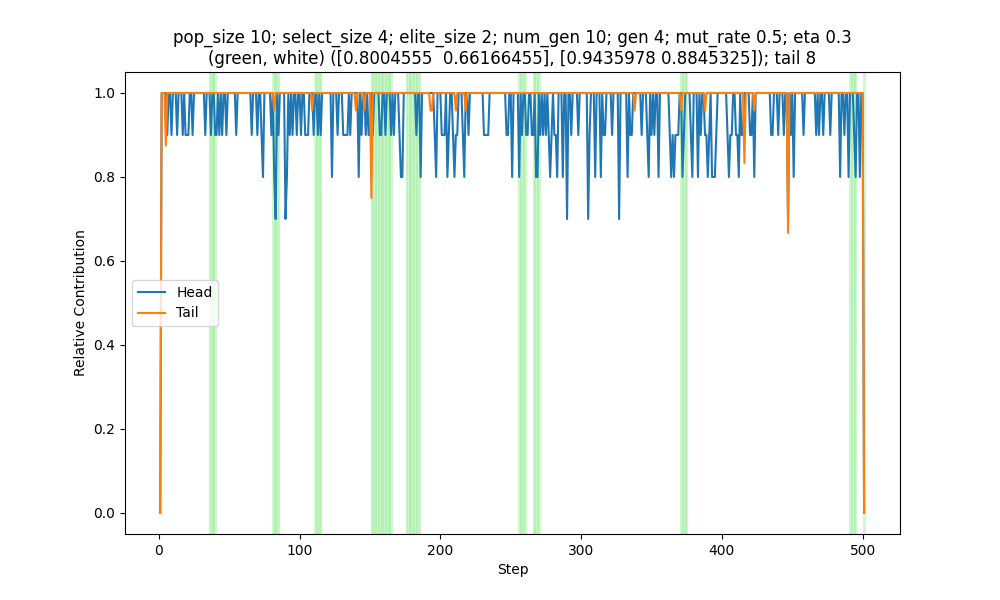 pop_size 10; select_size 4; elite_size 2; num_gen 10; gen 4; mut_rate 0.5; eta 0.3
(green, white) ([0.8004555  0.66166455], [0.9435978 0.8845325]); tail 8
1.0
0.8
0.6
0.4
0.2
0.0
Relative Contribution
Head
Tail
0
100
200
300
400
500
Step